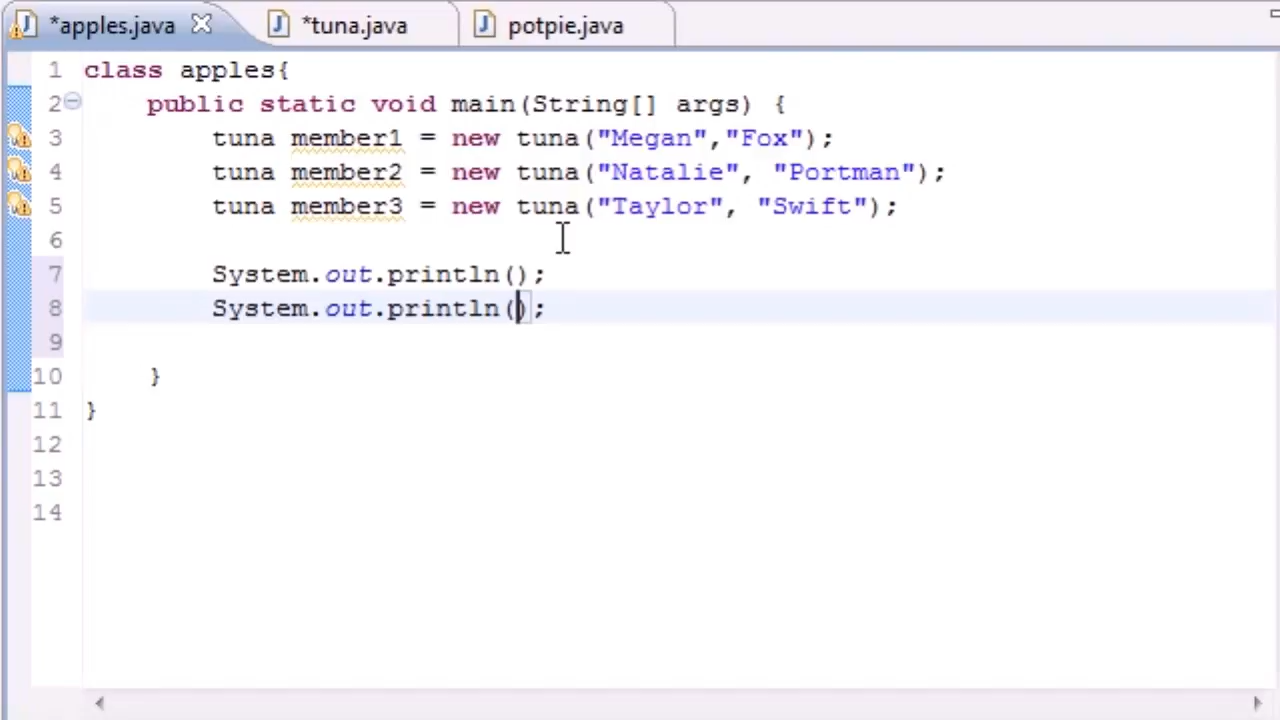 *apples.java *tuna.java potpie.java
1 class apples{
2 public static void main(String[] args) {
3 tuna member1 = new tuna("Megan","Fox");
4 tuna member2 = new tuna("Natalie", "Portman");
5 tuna member3 = new tuna("Taylor", "Swift");
6
7 System.out.println();
8 System.out.println();
9
10 }
11 }
12
13
14